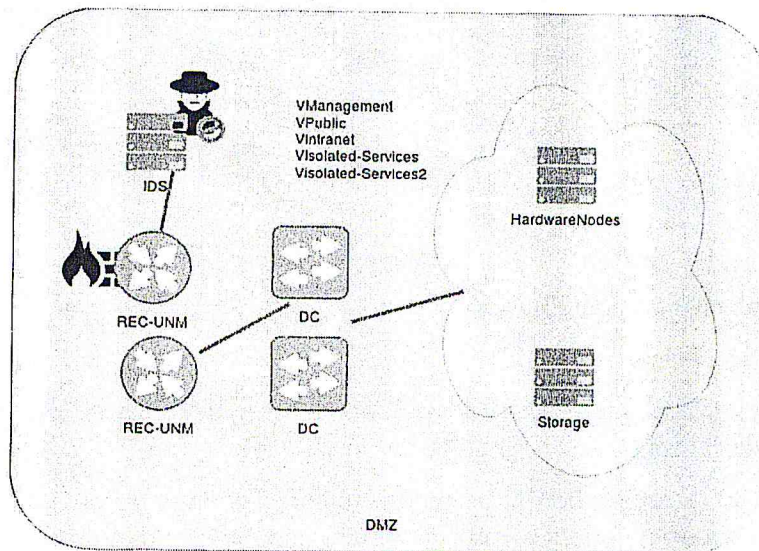 VManagement
VPublic
VIntranet
VIsolated-Services
Visolated-Services2
IDS
HardwareNodes
REC-UNM
DC
REC-UNM
DC
Storage
DMZ